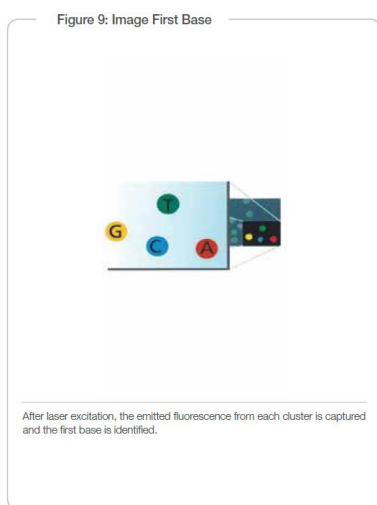 Figure 9: Image First Base
T
G
C
A
After laser excitation, the emitted fluorescence from each cluster is captured
and the first base is identified.